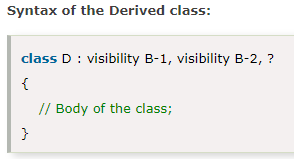 Syntax of the Derived class:
class D : visibility B-1, visibility B-2, ?
{
// Body of the class;
}